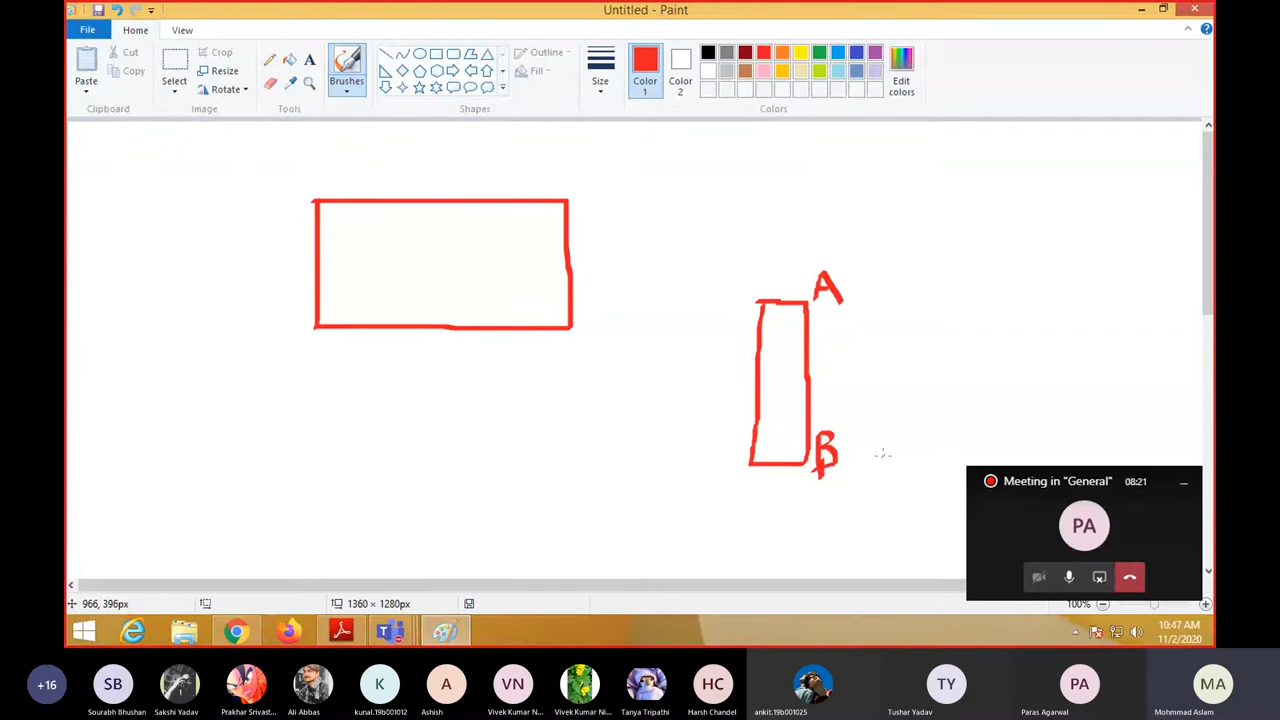 Untitled - Paint
File Home View
Paste
Cut
Copy
Clipboard
Select
Crop
Resize
Rotate
Image
A
Tools
Brushes
Outline
Fill
Shapes
Size
Color 1
Color 2
Edit colors
Colors
A
B
Meeting in "General" 08:21
PA
966, 396px
1360 × 1280px
100%
10:47 AM
11/2/2020
+16 SB K A VN HC TY PA MA
Sourabh Bhushan Sakshi Yadav Prakhar Srivast... Ali Abbas kunal.19b001012 Ashish Vivek Kumar N... Vivek Kumar Ni... Tanya Tripathi Harsh Chandel ankit.19b001025 Tushar Yadav Paras Agarwal Mohmmad Aslam